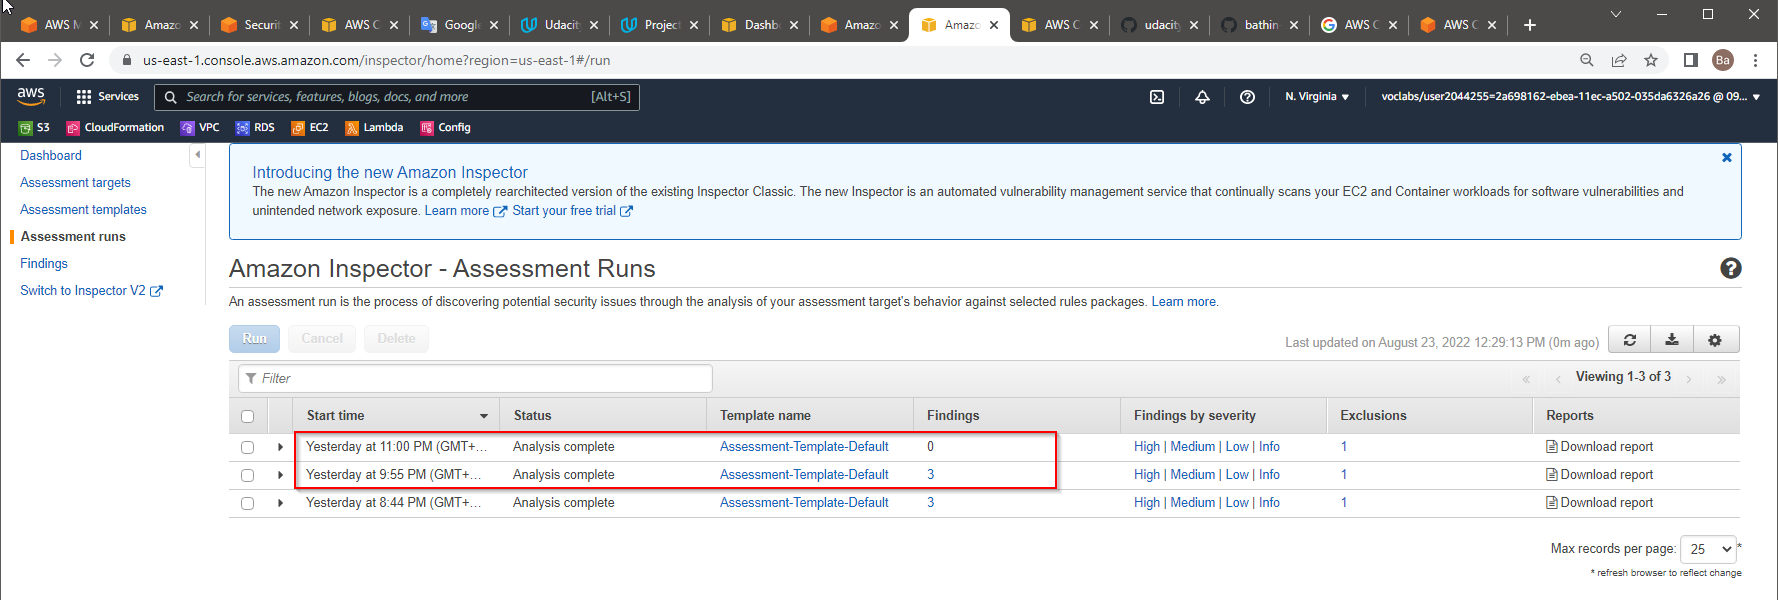 AWS M
Amazo
Securit
AWS C
Google
Udacit
Project
Dashb
Amazo
Amazo
AWS C
udacity
bathin
AWS C
AWS C
us-east-1.console.aws.amazon.com/inspector/home?region=us-east-1#/run
Ba
aws
Services
Search for services, features, blogs, docs, and more
[Alt+S]
N. Virginia
voclabs/user2044255=2a698162-ebea-11ec-a502-035da6326a26 @ 09...
S3 CloudFormation VPC RDS EC2 Lambda Config
Dashboard
Assessment targets
Assessment templates
Assessment runs
Findings
Switch to Inspector V2
Introducing the new Amazon Inspector
The new Amazon Inspector is a completely rearchitected version of the existing Inspector Classic. The new Inspector is an automated vulnerability management service that continually scans your EC2 and Container workloads for software vulnerabilities and
unintended network exposure. Learn more Start your free trial
Amazon Inspector - Assessment Runs
An assessment run is the process of discovering potential security issues through the analysis of your assessment target's behavior against selected rules packages. Learn more.
Run Cancel Delete
Last updated on August 23, 2022 12:29:13 PM (0m ago)
Filter
« ‹ Viewing 1-3 of 3 › »
Start time Status Template name Findings Findings by severity Exclusions Reports
Yesterday at 11:00 PM (GMT+... Analysis complete Assessment-Template-Default 0 High | Medium | Low | Info 1 Download report
Yesterday at 9:55 PM (GMT+... Analysis complete Assessment-Template-Default 3 High | Medium | Low | Info 1 Download report
Yesterday at 8:44 PM (GMT+... Analysis complete Assessment-Template-Default 3 High | Medium | Low | Info 1 Download report
Max records per page: 25 *
* refresh browser to reflect change